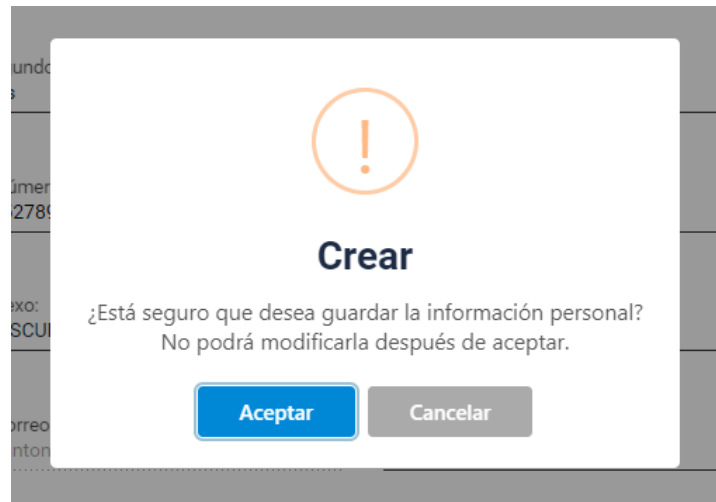 Crear
¿Está seguro que desea guardar la información personal?
No podrá modificarla después de aceptar.
Aceptar
Cancelar